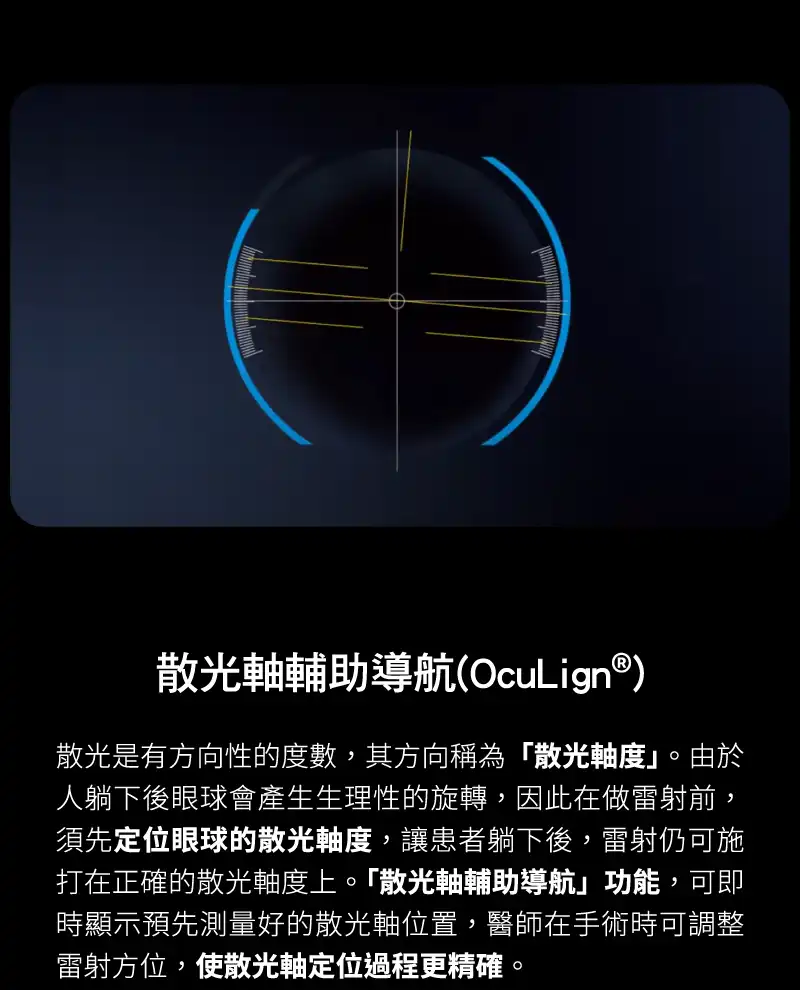 散光軸輔助導航(OcuLign®)
散光是有方向性的度數，其方向稱為「散光軸度」。由於
人躺下後眼球會產生生理性的旋轉，因此在做雷射前，
須先定位眼球的散光軸度，讓患者躺下後，雷射仍可施
打在正確的散光軸度上。「散光軸輔助導航」功能，可即
時顯示預先測量好的散光軸位置，醫師在手術時可調整
雷射方位，使散光軸定位過程更精確。